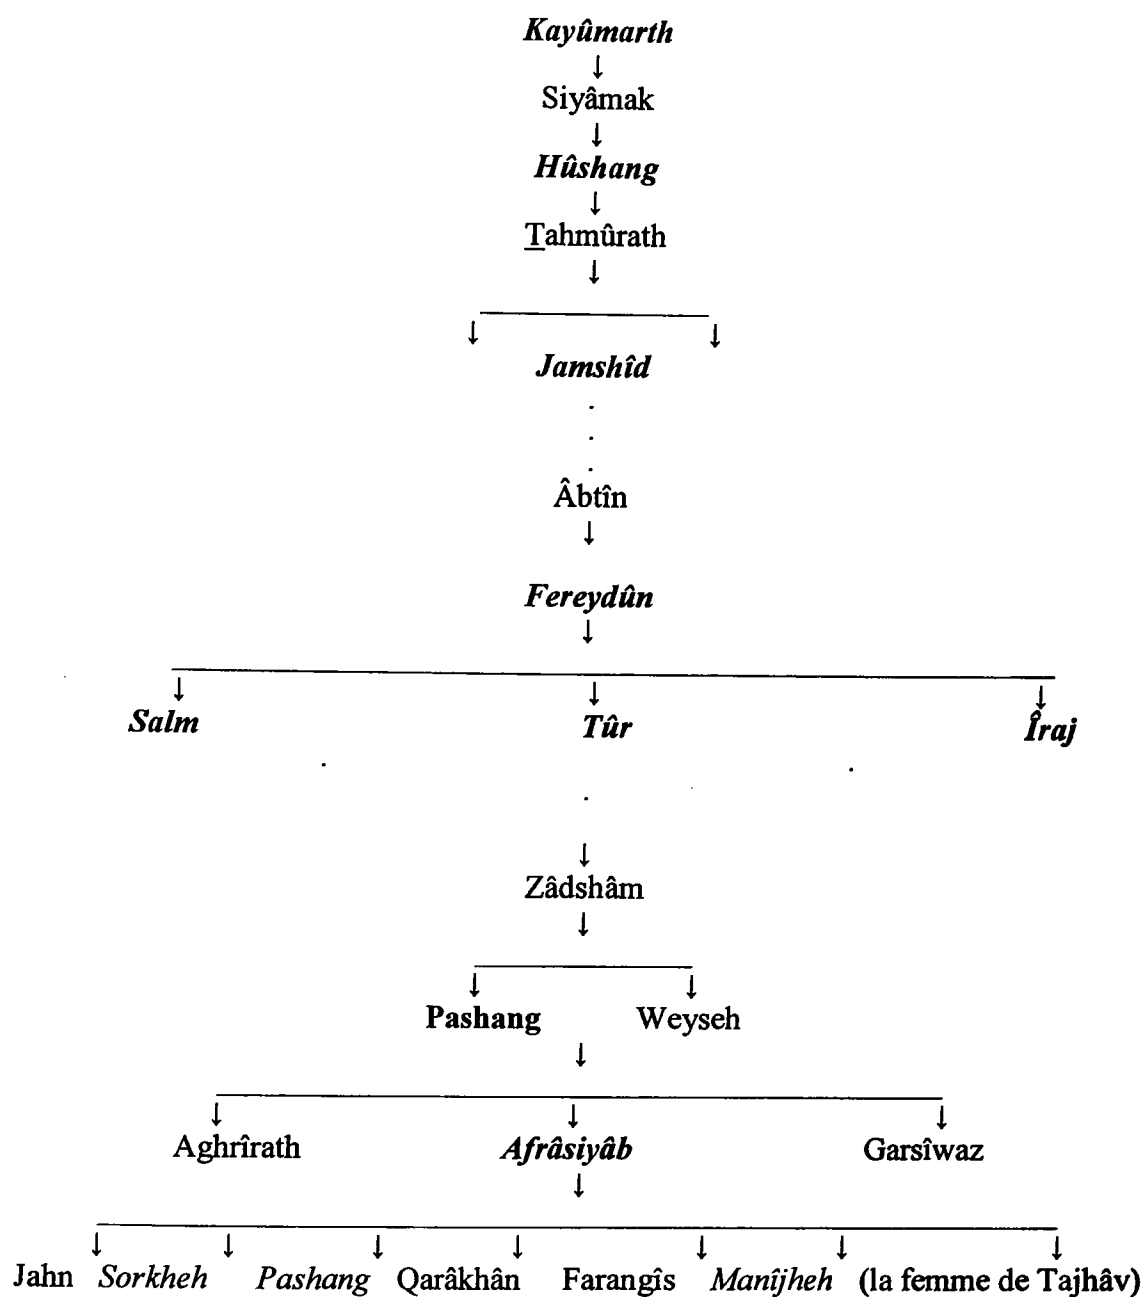 Kayûmarth
Siyâmak
Hûshang
Tahmûrath
Jamshîd
Âbtîn
Fereydûn
Salm Tûr Îraj
Zâdshâm
Pashang Weyseh
Aghrîrath Afrâsiyâb Garsîwaz
Jahn Sorkheh Pashang Qarâkhân Farangîs Manîjheh (la femme de Tajhâv)